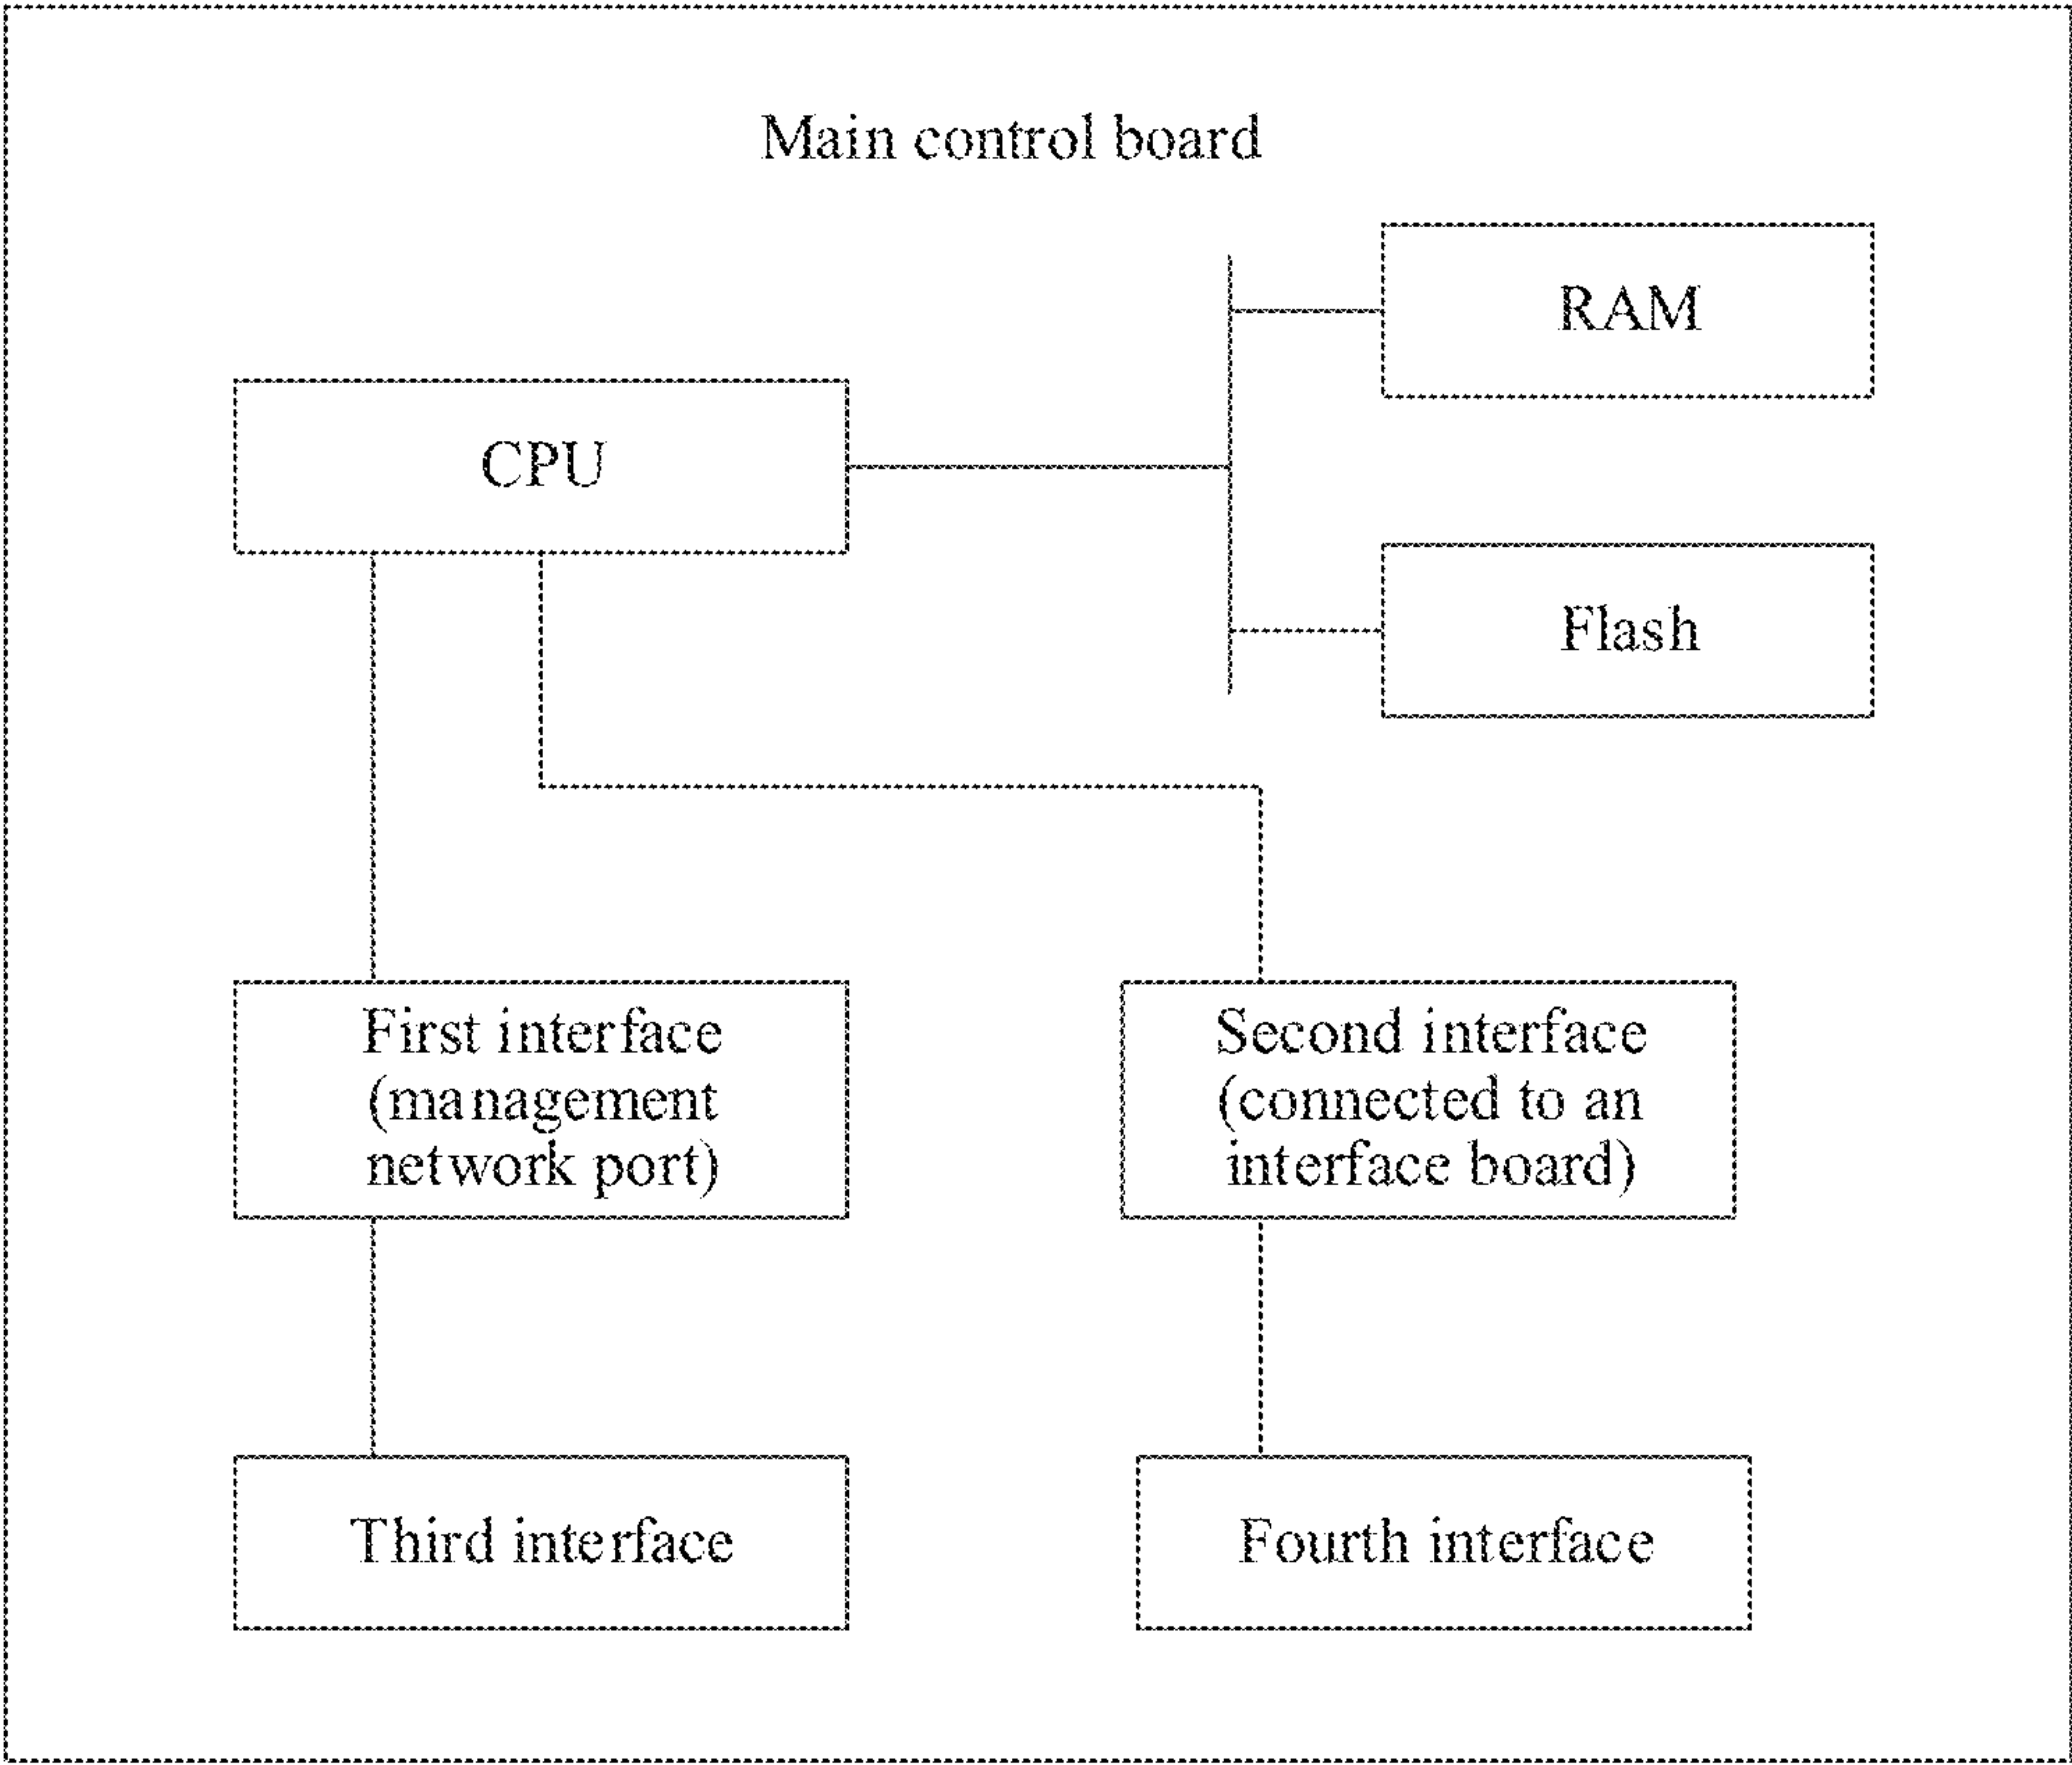 Main control board
RAM
CPU
Flash
First interface
(management
network port)
Second interface
(connected to an
interface board)
Third interface
Fourth interface